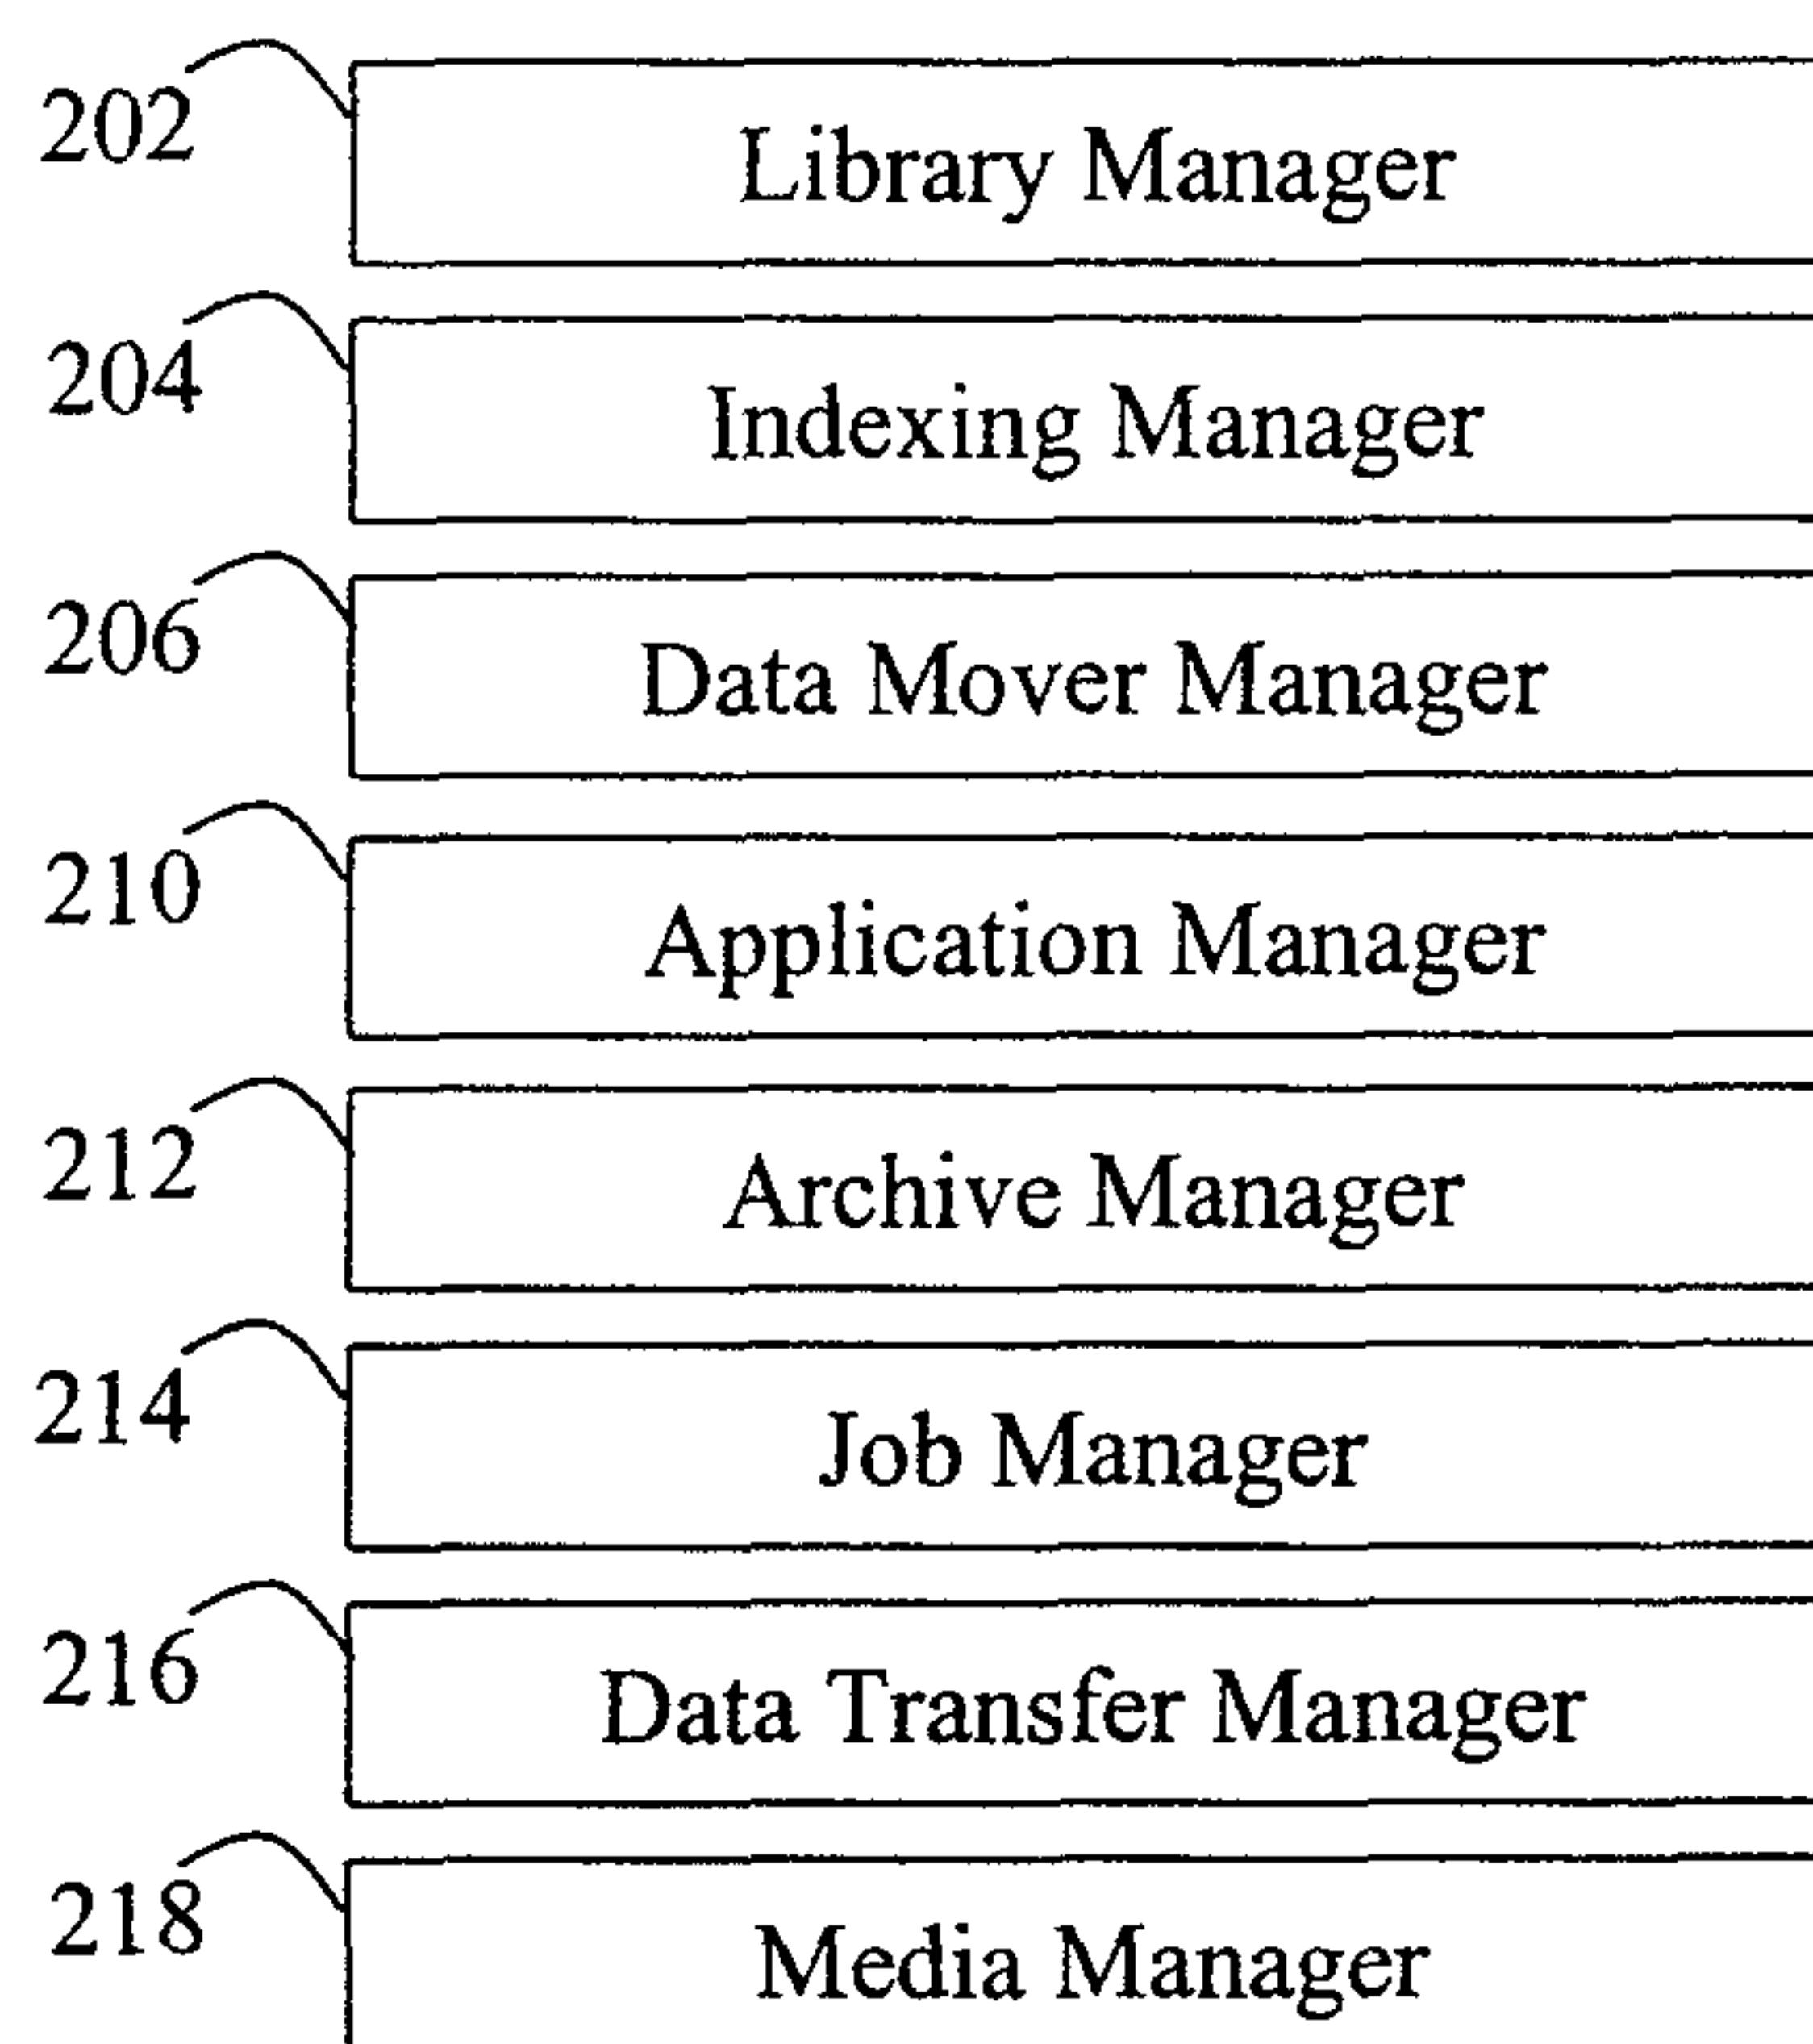 202
Library Manager
204
Indexing Manager
206
Data Mover Manager
210
Application Manager
212
Archive Manager
214
Job Manager
216
Data Transfer Manager
218
Media Manager